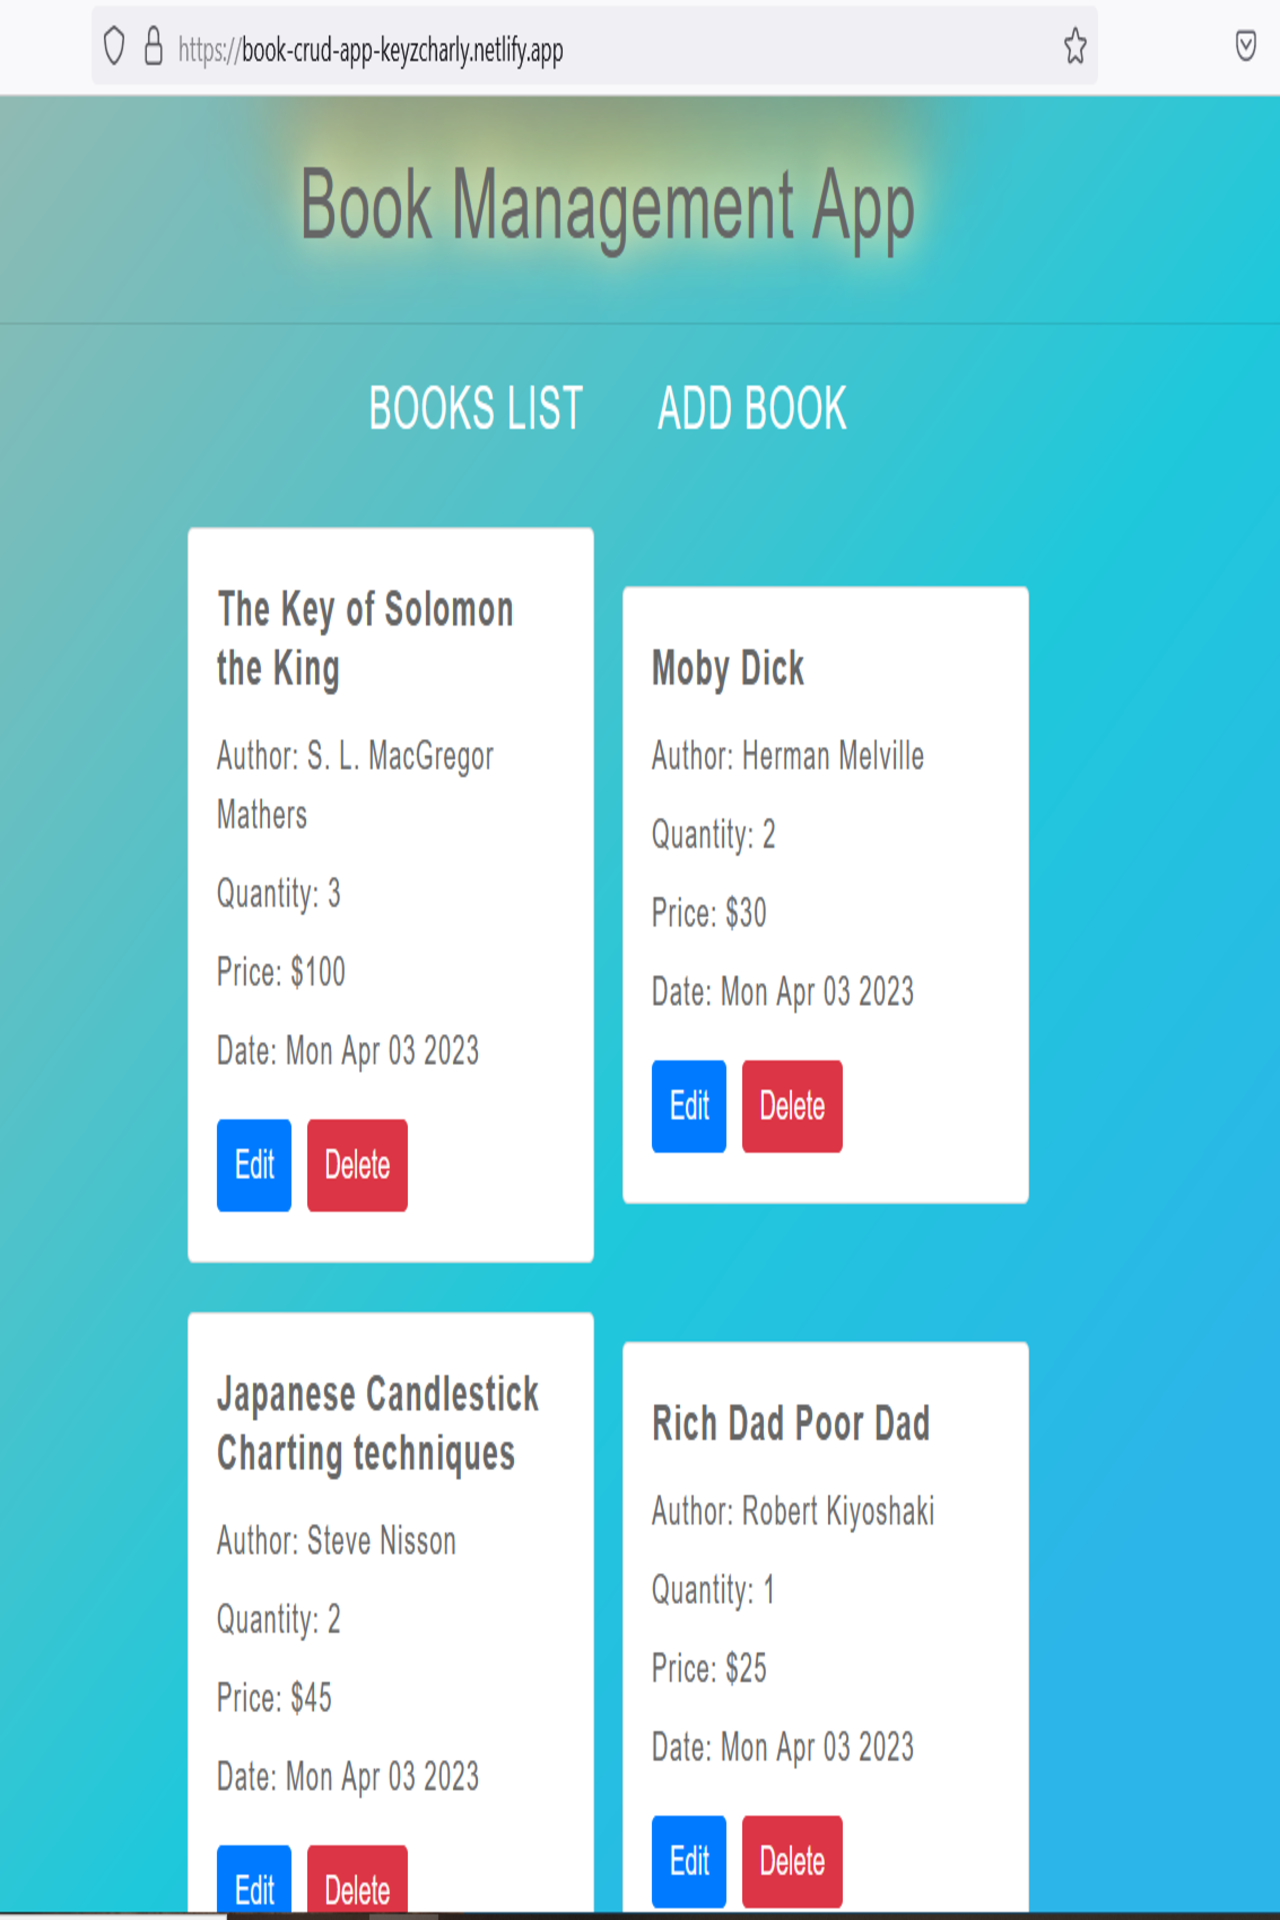 https://book-crud-app-keyzcharly.netlify.app
Book Management App
BOOKS LIST ADD BOOK
The Key of Solomon
the King
Author: S. L. MacGregor
Mathers
Quantity: 3
Price: $100
Date: Mon Apr 03 2023
Edit Delete
Moby Dick
Author: Herman Melville
Quantity: 2
Price: $30
Date: Mon Apr 03 2023
Edit Delete
Japanese Candlestick
Charting techniques
Author: Steve Nisson
Quantity: 2
Price: $45
Date: Mon Apr 03 2023
Edit Delete
Rich Dad Poor Dad
Author: Robert Kiyoshaki
Quantity: 1
Price: $25
Date: Mon Apr 03 2023
Edit Delete